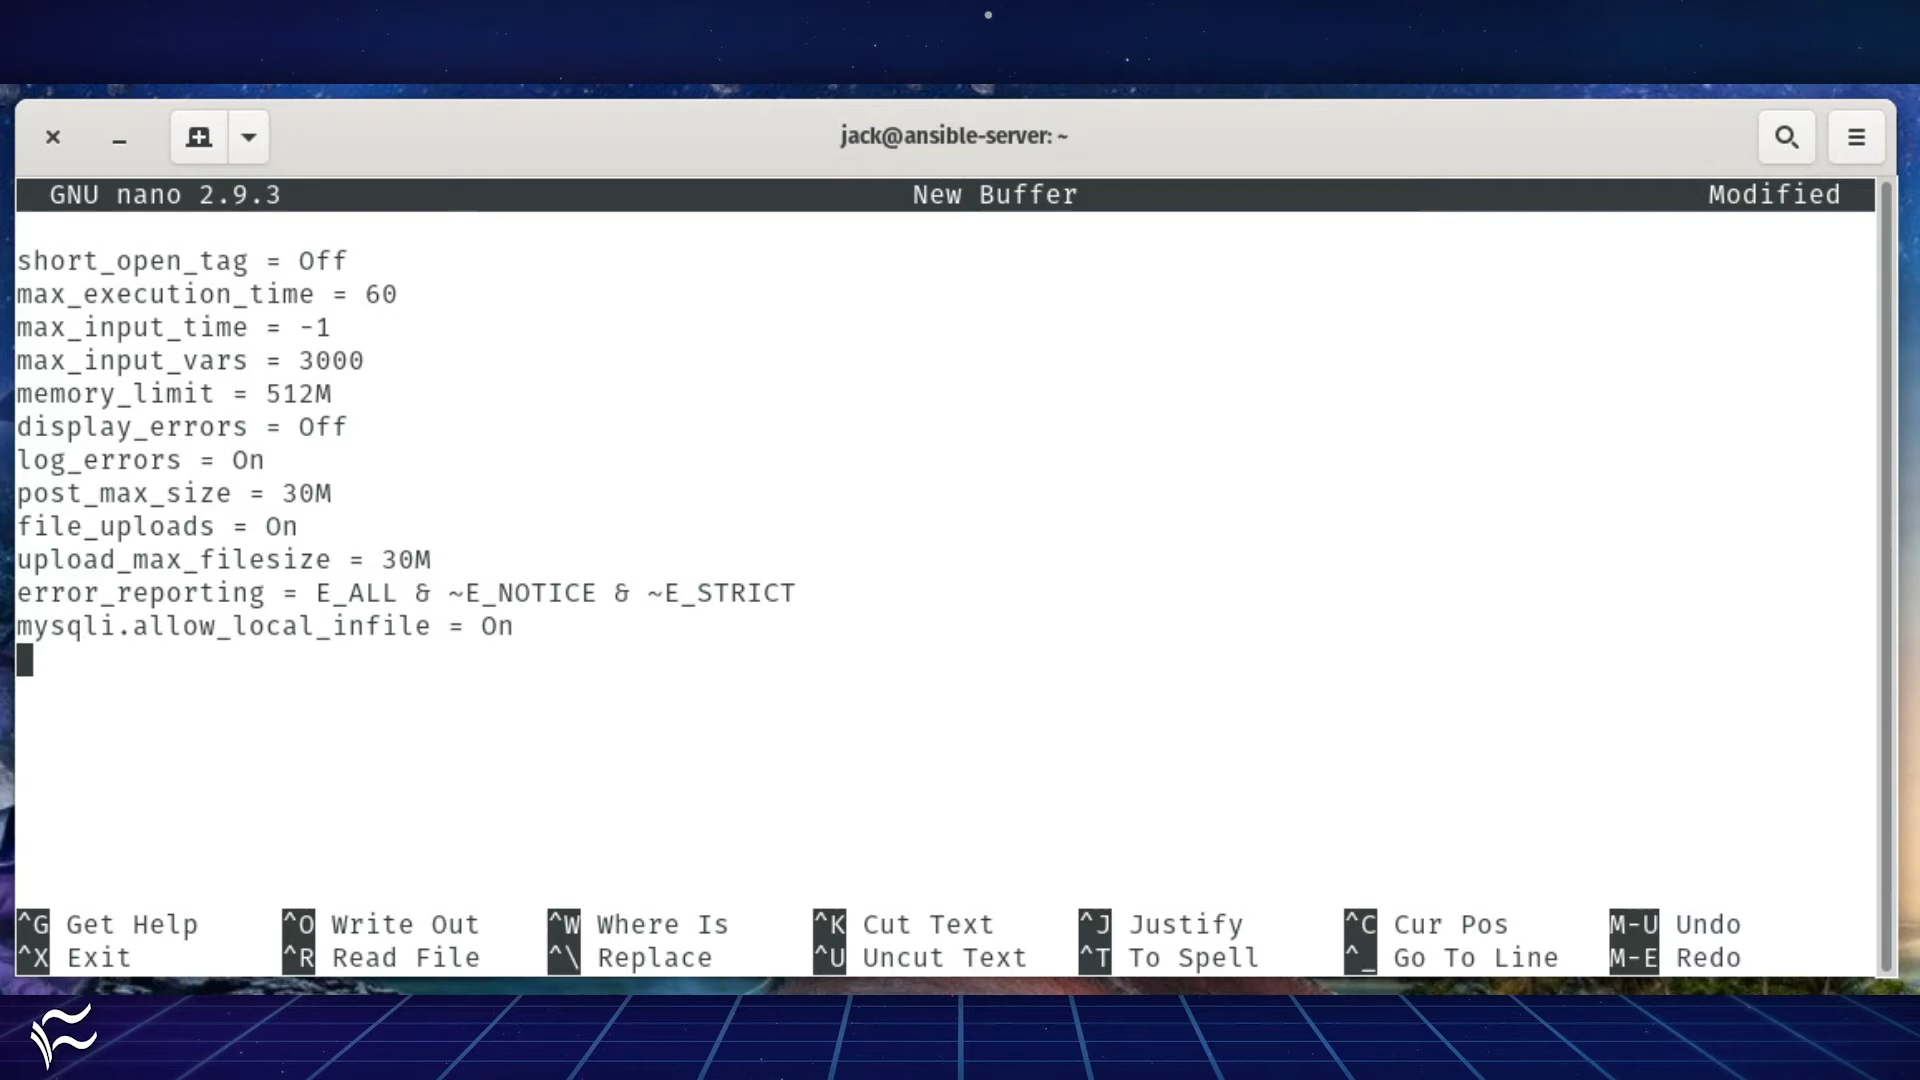 jack@ansible-server: ~
GNU nano 2.9.3 New Buffer Modified
short_open_tag = Off
max_execution_time = 60
max_input_time = -1
max_input_vars = 3000
memory_limit = 512M
display_errors = Off
log_errors = On
post_max_size = 30M
file_uploads = On
upload_max_filesize = 30M
error_reporting = E_ALL & ~E_NOTICE & ~E_STRICT
mysqli.allow_local_infile = On
^G Get Help ^O Write Out ^W Where Is ^K Cut Text ^J Justify ^C Cur Pos M-U Undo
^X Exit ^R Read File ^\ Replace ^U Uncut Text ^T To Spell ^_ Go To Line M-E Redo